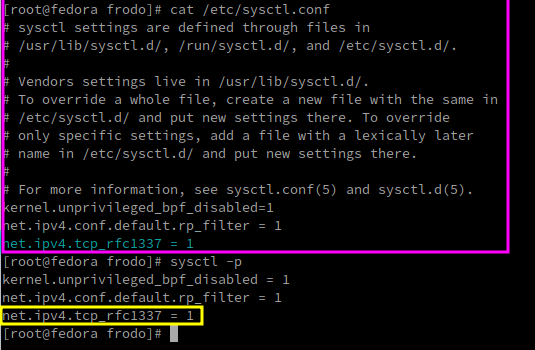 [root@fedora frodo]# cat /etc/sysctl.conf
# sysctl settings are defined through files in
# /usr/lib/sysctl.d/, /run/sysctl.d/, and /etc/sysctl.d/.
#
# Vendors settings live in /usr/lib/sysctl.d/.
# To override a whole file, create a new file with the same in
# /etc/sysctl.d/ and put new settings there. To override
# only specific settings, add a file with a lexically later
# name in /etc/sysctl.d/ and put new settings there.
#
# For more information, see sysctl.conf(5) and sysctl.d(5).
kernel.unprivileged_bpf_disabled=1
net.ipv4.conf.default.rp_filter = 1
net.ipv4.tcp_rfc1337 = 1
[root@fedora frodo]# sysctl -p
kernel.unprivileged_bpf_disabled = 1
net.ipv4.conf.default.rp_filter = 1
net.ipv4.tcp_rfc1337 = 1
[root@fedora frodo]#